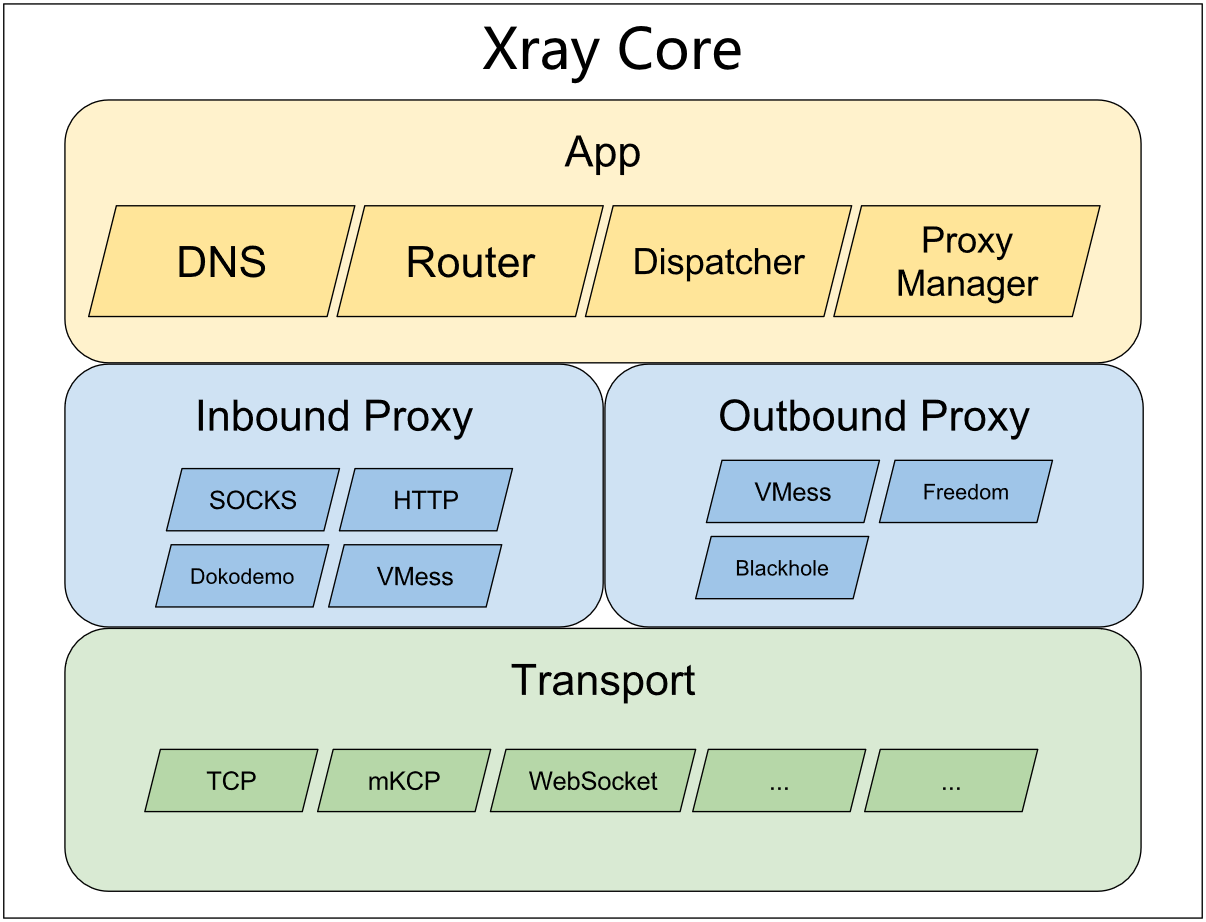 Xray Core
App
DNS
Router
Dispatcher
Proxy
Manager
Inbound Proxy
SOCKS
HTTP
Dokodemo
VMess
Outbound Proxy
VMess
Freedom
Blackhole
Transport
TCP
mKCP
WebSocket
...
...